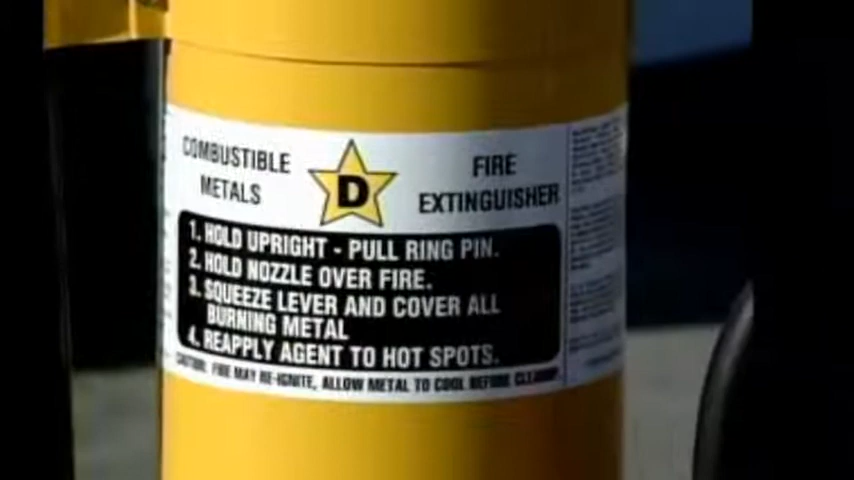 COMBUSTIBLE
METALS
D
FIRE
EXTINGUISHER
1. HOLD UPRIGHT - PULL RING PIN.
2. HOLD NOZZLE OVER FIRE.
3. SQUEEZE LEVER AND COVER ALL
BURNING METAL
4. REAPPLY AGENT TO HOT SPOTS.
CAUTION: FIRE MAY RE-IGNITE, ALLOW METAL TO COOL BEFORE CLEANUP